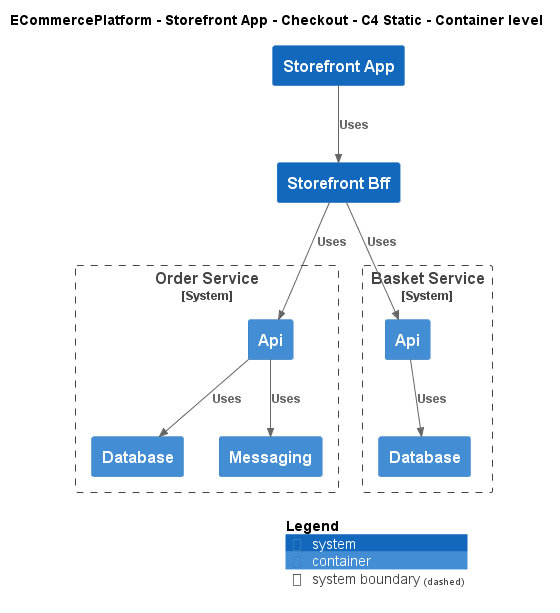 ECommercePlatform - Storefront App - Checkout - C4 Static - Container level
Storefront App
Uses
Storefront Bff
Uses
Uses
Order Service
[System]
Basket Service
[System]
Api
Api
Uses
Uses
Uses
Database
Messaging
Database
Legend
system
container
system boundary (dashed)